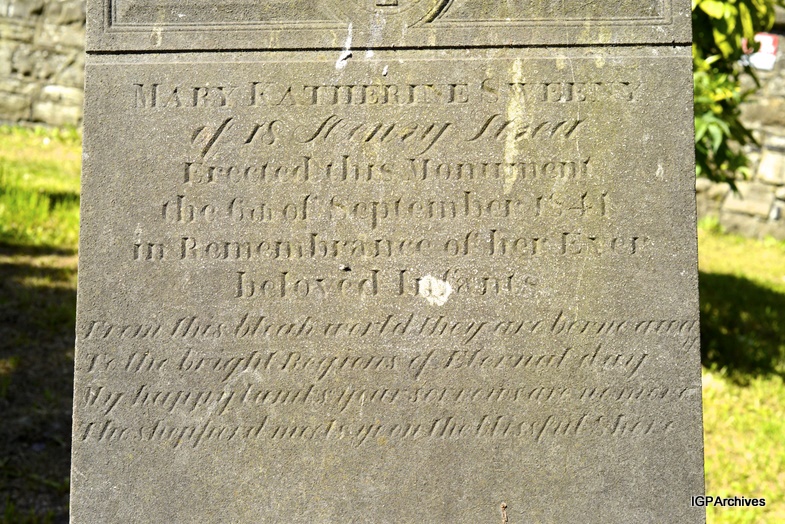 MARY KATHERINE SWEENY
of 18 Henry Street
Erected this Monument
the 6th of September 1841
in Remembrance of her Ever
beloved Infants
From this bleak world they are borne away
To the bright Regions of Eternal day
My happy lambs your sorrows are no more
The shepherd meets you on the blissful Shore
IGPArchives